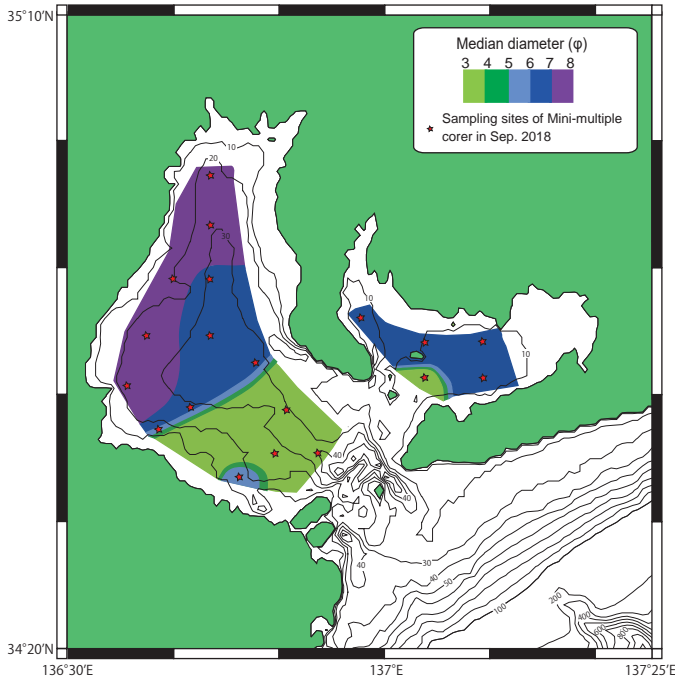 35°10′N
Median diameter (φ)
3 4 5 6 7 8
Sampling sites of Mini-multiple
corer in Sep. 2018
10
20
30
10
10
40
40
30
40
40
50
100
200
400
600
800
34°20′N
136°30′E
137°E
137°25′E